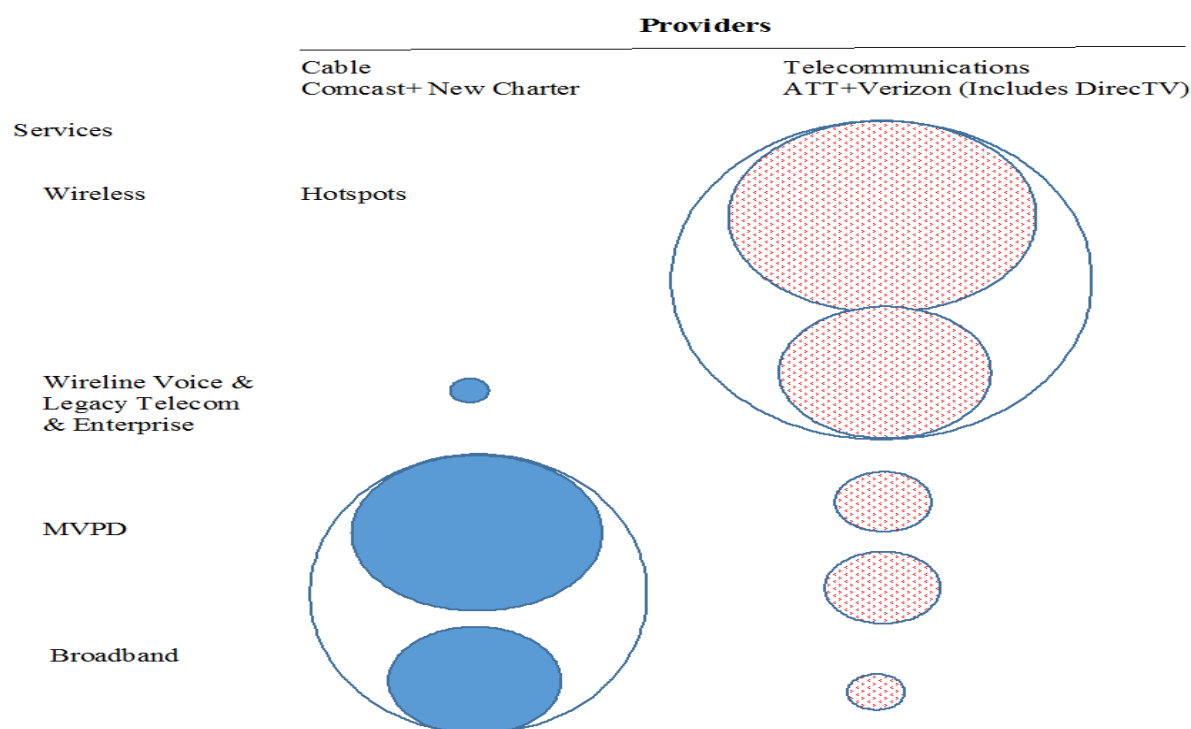 Providers
Cable
Comcast+ New Charter
Telecommunications
ATT+Verizon (Includes DirecTV)
Services
Wireless
Hotspots
Wireline Voice &
Legacy Telecom
& Enterprise
MVPD
Broadband